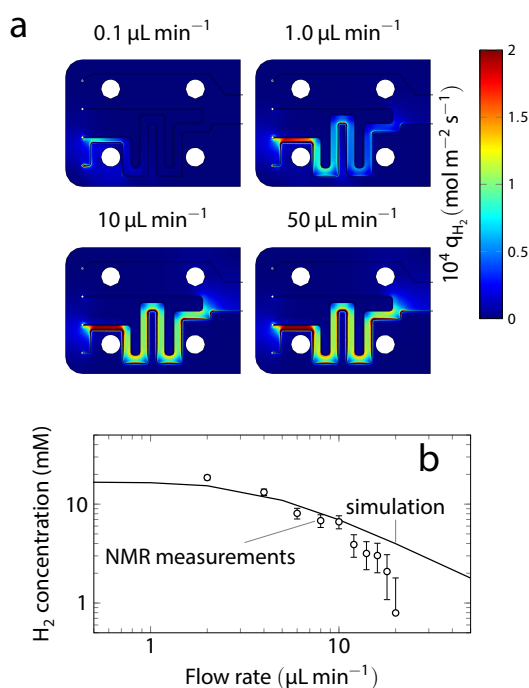 a
0.1 µL min⁻¹
1.0 µL min⁻¹
10 µL min⁻¹
50 µL min⁻¹
2
1.5
1
0.5
0
10⁴ q_H₂ (mol m⁻² s⁻¹)
b
10
1
H₂ concentration (mM)
simulation
NMR measurements
1
10
Flow rate (µL min⁻¹)